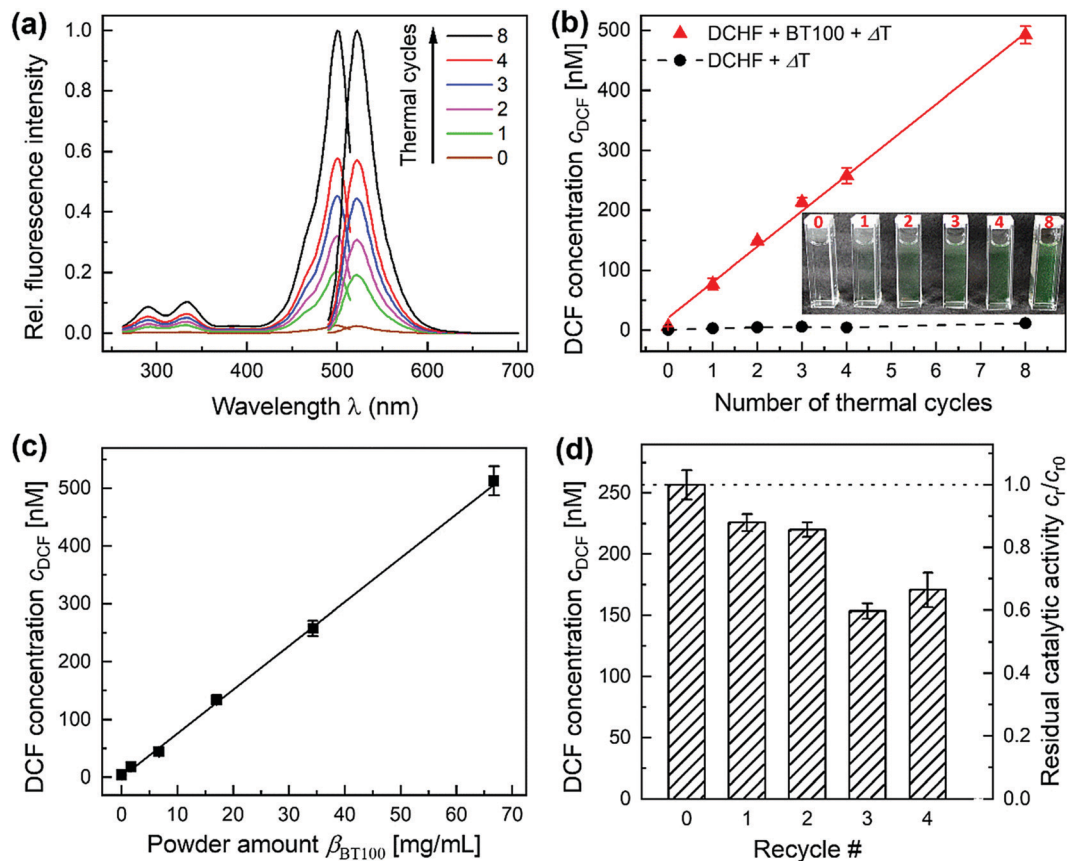 (a)
Rel. fluorescence intensity
1.0
0.8
0.6
0.4
0.2
0.0
300 400 500 600 700
Wavelength λ (nm)
Thermal cycles
8
4
3
2
1
0
(b)
DCF concentration cDCF [nM]
500
400
300
200
100
0
DCHF + BT100 + ΔT
DCHF + ΔT
0 1 2 3 4 8
0 1 2 3 4 5 6 7 8
Number of thermal cycles
(c)
DCF concentration cDCF [nM]
500
400
300
200
100
0
0 10 20 30 40 50 60 70
Powder amount βBT100 [mg/mL]
(d)
DCF concentration cDCF [nM]
250
225
200
175
150
125
100
75
50
25
0
0 1 2 3 4
Recycle #
1.0
0.8
0.6
0.4
0.2
0.0
Residual catalytic activity cr/cr0